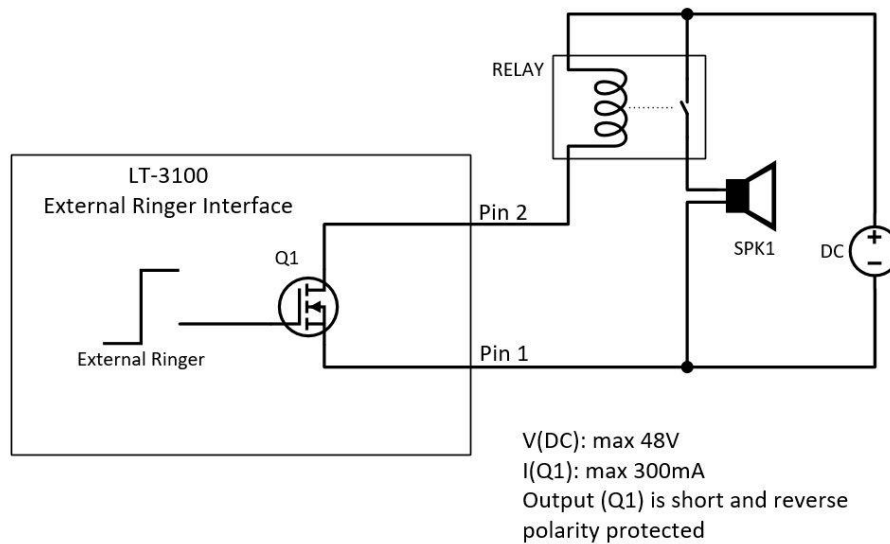 RELAY
LT-3100
External Ringer Interface
Pin 2
Q1
SPK1
DC
+
−
External Ringer
Pin 1
V(DC): max 48V
I(Q1): max 300mA
Output (Q1) is short and reverse
polarity protected